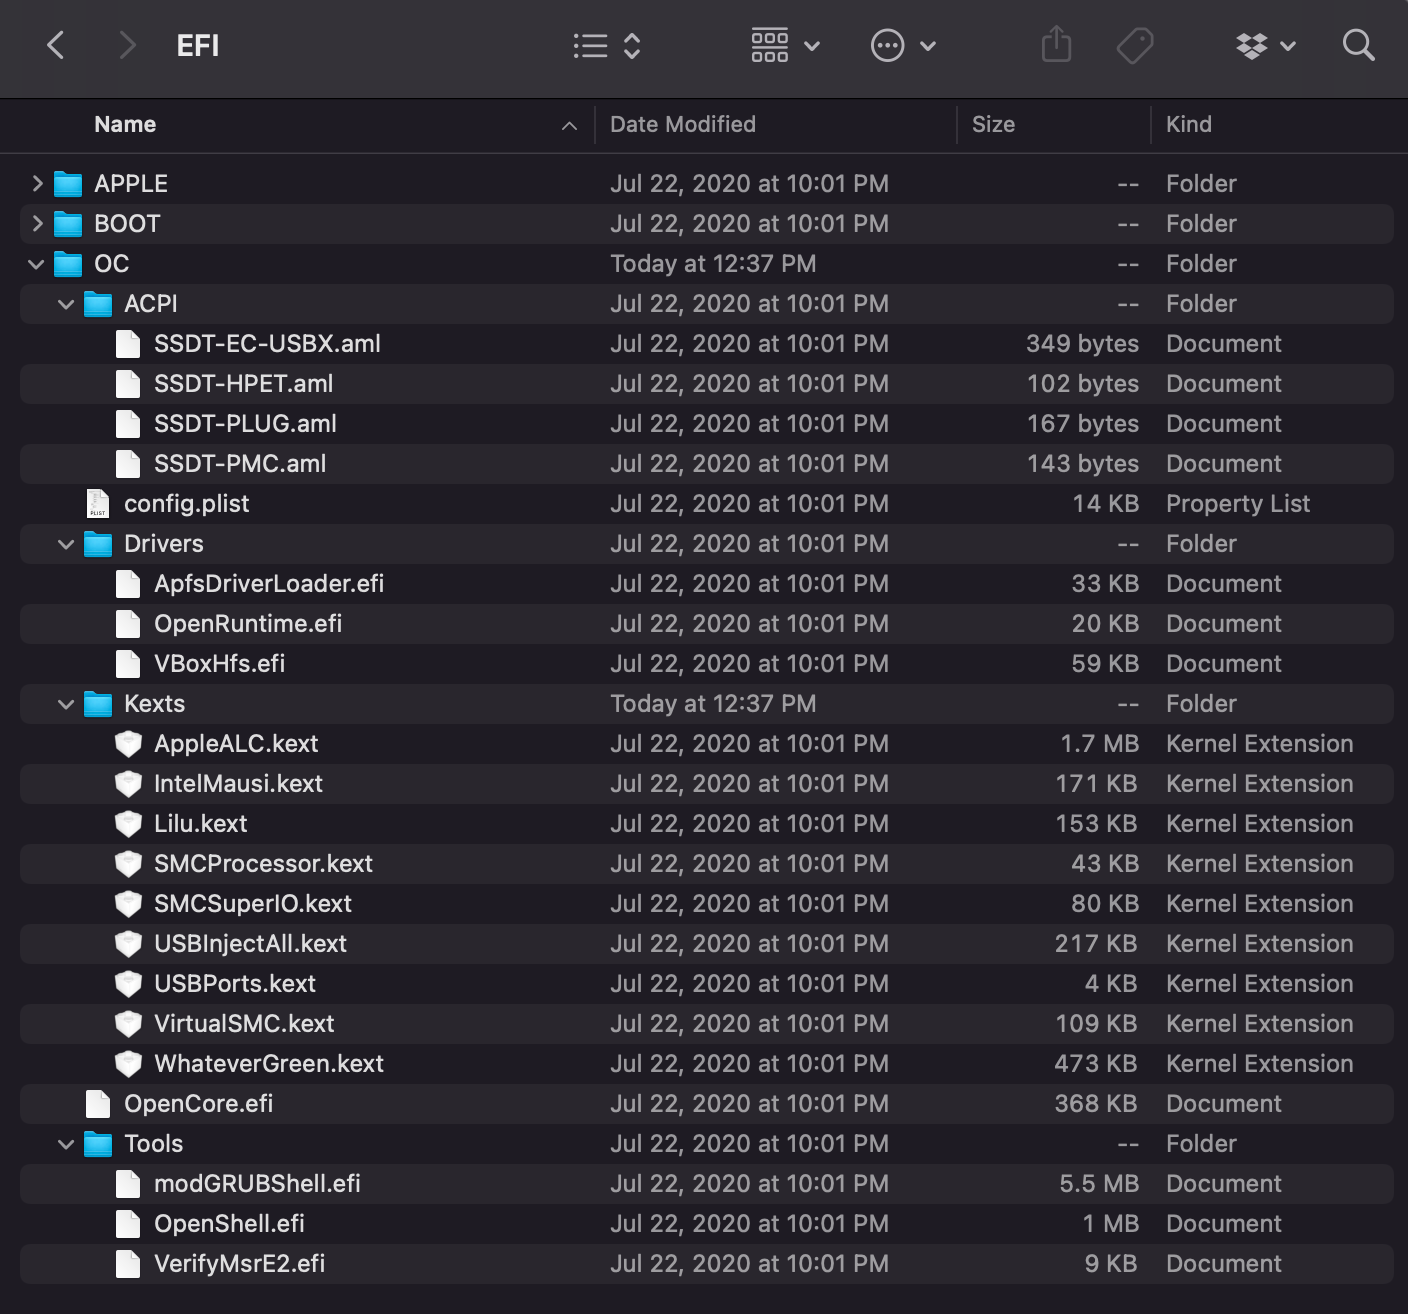 EFI
Name Date Modified Size Kind
APPLE Jul 22, 2020 at 10:01 PM -- Folder
BOOT Jul 22, 2020 at 10:01 PM -- Folder
OC Today at 12:37 PM -- Folder
ACPI Jul 22, 2020 at 10:01 PM -- Folder
SSDT-EC-USBX.aml Jul 22, 2020 at 10:01 PM 349 bytes Document
SSDT-HPET.aml Jul 22, 2020 at 10:01 PM 102 bytes Document
SSDT-PLUG.aml Jul 22, 2020 at 10:01 PM 167 bytes Document
SSDT-PMC.aml Jul 22, 2020 at 10:01 PM 143 bytes Document
PLIST config.plist Jul 22, 2020 at 10:01 PM 14 KB Property List
Drivers Jul 22, 2020 at 10:01 PM -- Folder
ApfsDriverLoader.efi Jul 22, 2020 at 10:01 PM 33 KB Document
OpenRuntime.efi Jul 22, 2020 at 10:01 PM 20 KB Document
VBoxHfs.efi Jul 22, 2020 at 10:01 PM 59 KB Document
Kexts Today at 12:37 PM -- Folder
AppleALC.kext Jul 22, 2020 at 10:01 PM 1.7 MB Kernel Extension
IntelMausi.kext Jul 22, 2020 at 10:01 PM 171 KB Kernel Extension
Lilu.kext Jul 22, 2020 at 10:01 PM 153 KB Kernel Extension
SMCProcessor.kext Jul 22, 2020 at 10:01 PM 43 KB Kernel Extension
SMCSuperIO.kext Jul 22, 2020 at 10:01 PM 80 KB Kernel Extension
USBInjectAll.kext Jul 22, 2020 at 10:01 PM 217 KB Kernel Extension
USBPorts.kext Jul 22, 2020 at 10:01 PM 4 KB Kernel Extension
VirtualSMC.kext Jul 22, 2020 at 10:01 PM 109 KB Kernel Extension
WhateverGreen.kext Jul 22, 2020 at 10:01 PM 473 KB Kernel Extension
OpenCore.efi Jul 22, 2020 at 10:01 PM 368 KB Document
Tools Jul 22, 2020 at 10:01 PM -- Folder
modGRUBShell.efi Jul 22, 2020 at 10:01 PM 5.5 MB Document
OpenShell.efi Jul 22, 2020 at 10:01 PM 1 MB Document
VerifyMsrE2.efi Jul 22, 2020 at 10:01 PM 9 KB Document